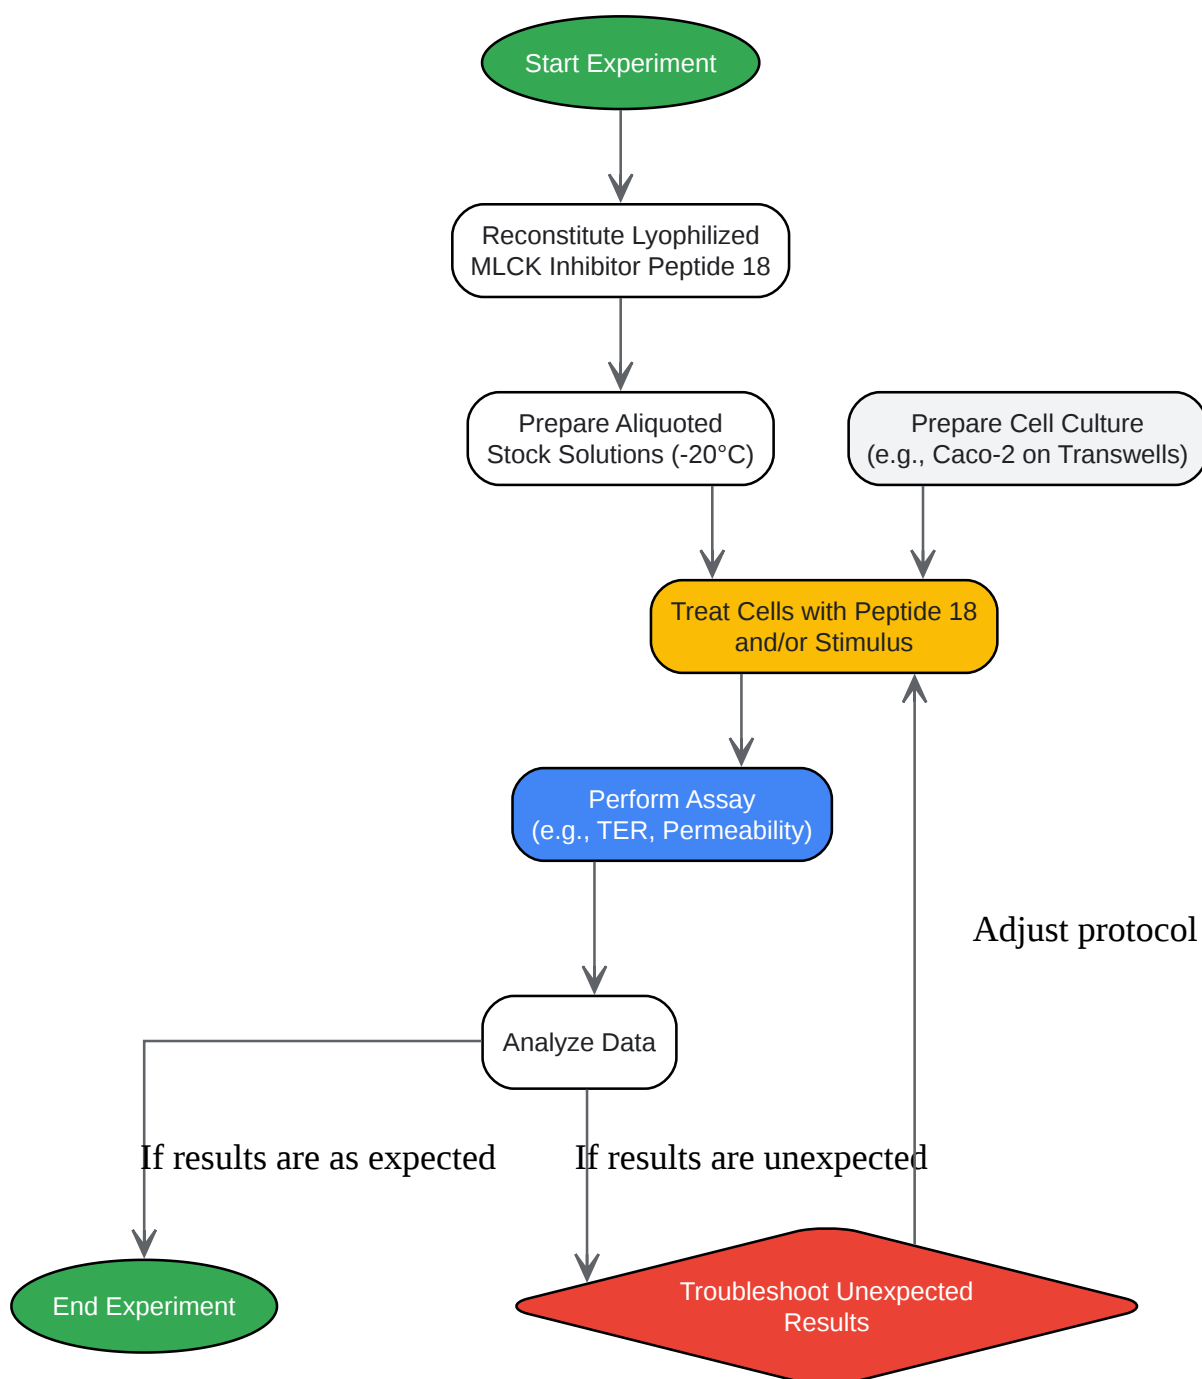 Start Experiment
Reconstitute Lyophilized
MLCK Inhibitor Peptide 18
Prepare Aliquoted
Stock Solutions (-20°C)
Prepare Cell Culture
(e.g., Caco-2 on Transwells)
Treat Cells with Peptide 18
and/or Stimulus
Perform Assay
(e.g., TER, Permeability)
Adjust protocol
Analyze Data
If results are as expected
If results are unexpected
End Experiment
Troubleshoot Unexpected
Results